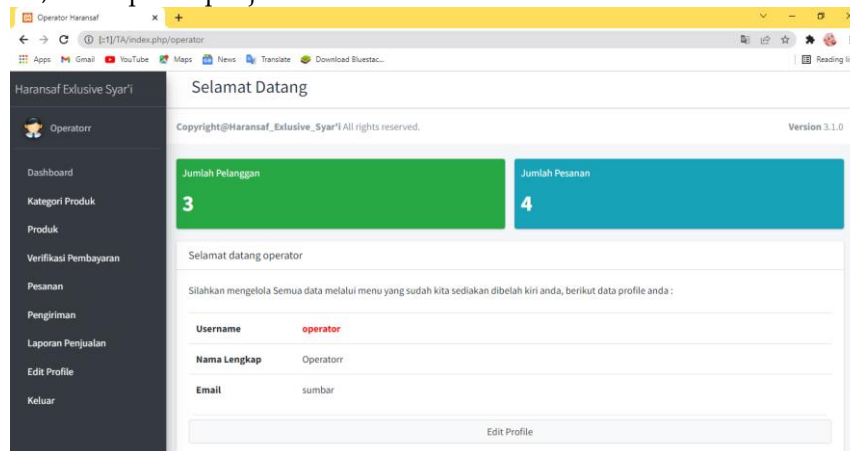 Operator Haransaf
[::1]/TA/index.php/operator
Apps Gmail YouTube Maps News Translate Download Bluestac...
Reading li
Haransaf Exlusive Syar'i
Selamat Datang
Operatorr
Copyright@Haransaf_Exlusive_Syar'i All rights reserved.
Version 3.1.0
Dashboard
Kategori Produk
Produk
Verifikasi Pembayaran
Pesanan
Pengiriman
Laporan Penjualan
Edit Profile
Keluar
Jumlah Pelanggan
3
Jumlah Pesanan
4
Selamat datang operator
Silahkan mengelola Semua data melalui menu yang sudah kita sediakan dibelah kiri anda, berikut data profile anda :
Username operator
Nama Lengkap Operatorr
Email sumbar
Edit Profile